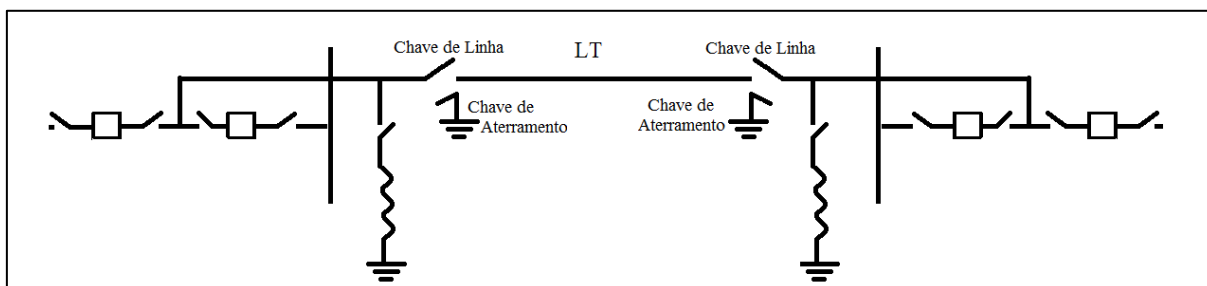 Chave de Linha
LT
Chave de Linha
Chave de
Aterramento
Chave de
Aterramento